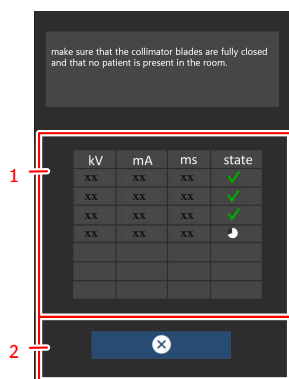 make sure that the collimator blades are fully closed
and that no patient is present in the room.
1
kV mA ms state
xx xx xx
xx xx xx
xx xx xx
xx xx xx
2